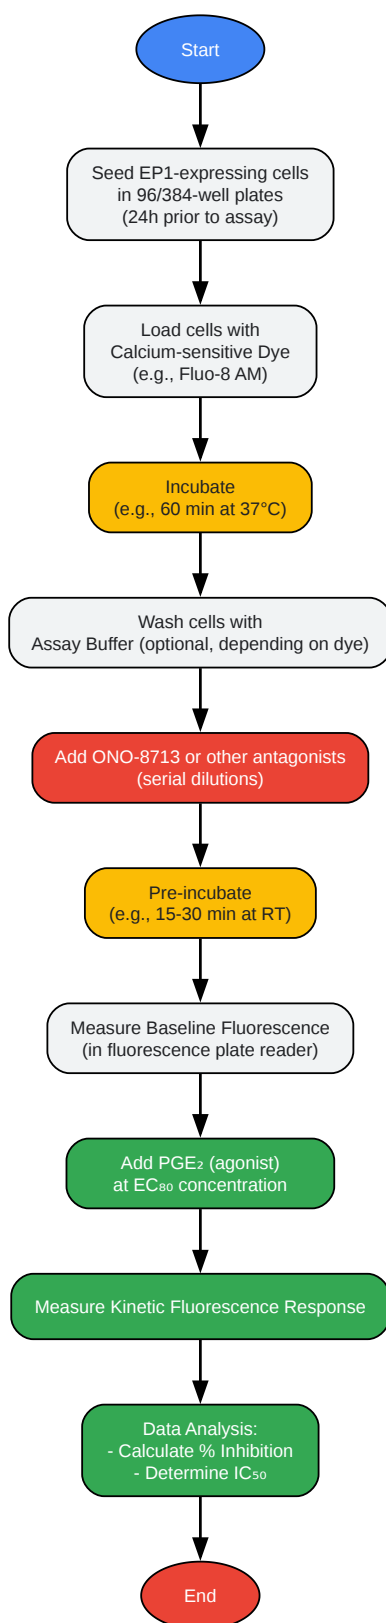 Start
Seed EP1-expressing cells
in 96/384-well plates
(24h prior to assay)
Load cells with
Calcium-sensitive Dye
(e.g., Fluo-8 AM)
Incubate
(e.g., 60 min at 37°C)
Wash cells with
Assay Buffer (optional, depending on dye)
Add ONO-8713 or other antagonists
(serial dilutions)
Pre-incubate
(e.g., 15-30 min at RT)
Measure Baseline Fluorescence
(in fluorescence plate reader)
Add PGE₂ (agonist)
at EC₈₀ concentration
Measure Kinetic Fluorescence Response
Data Analysis:
- Calculate % Inhibition
- Determine IC₅₀
End